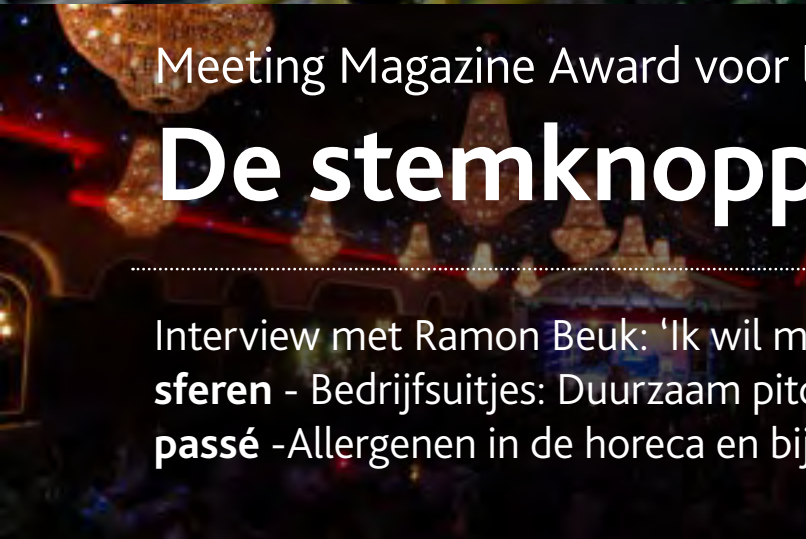 Meeting Magazine Award voor
De stemknopp
Interview met Ramon Beuk: ‘Ik wil m
sferen - Bedrijfsuitjes: Duurzaam pit
passé -Allergenen in de horeca en bij